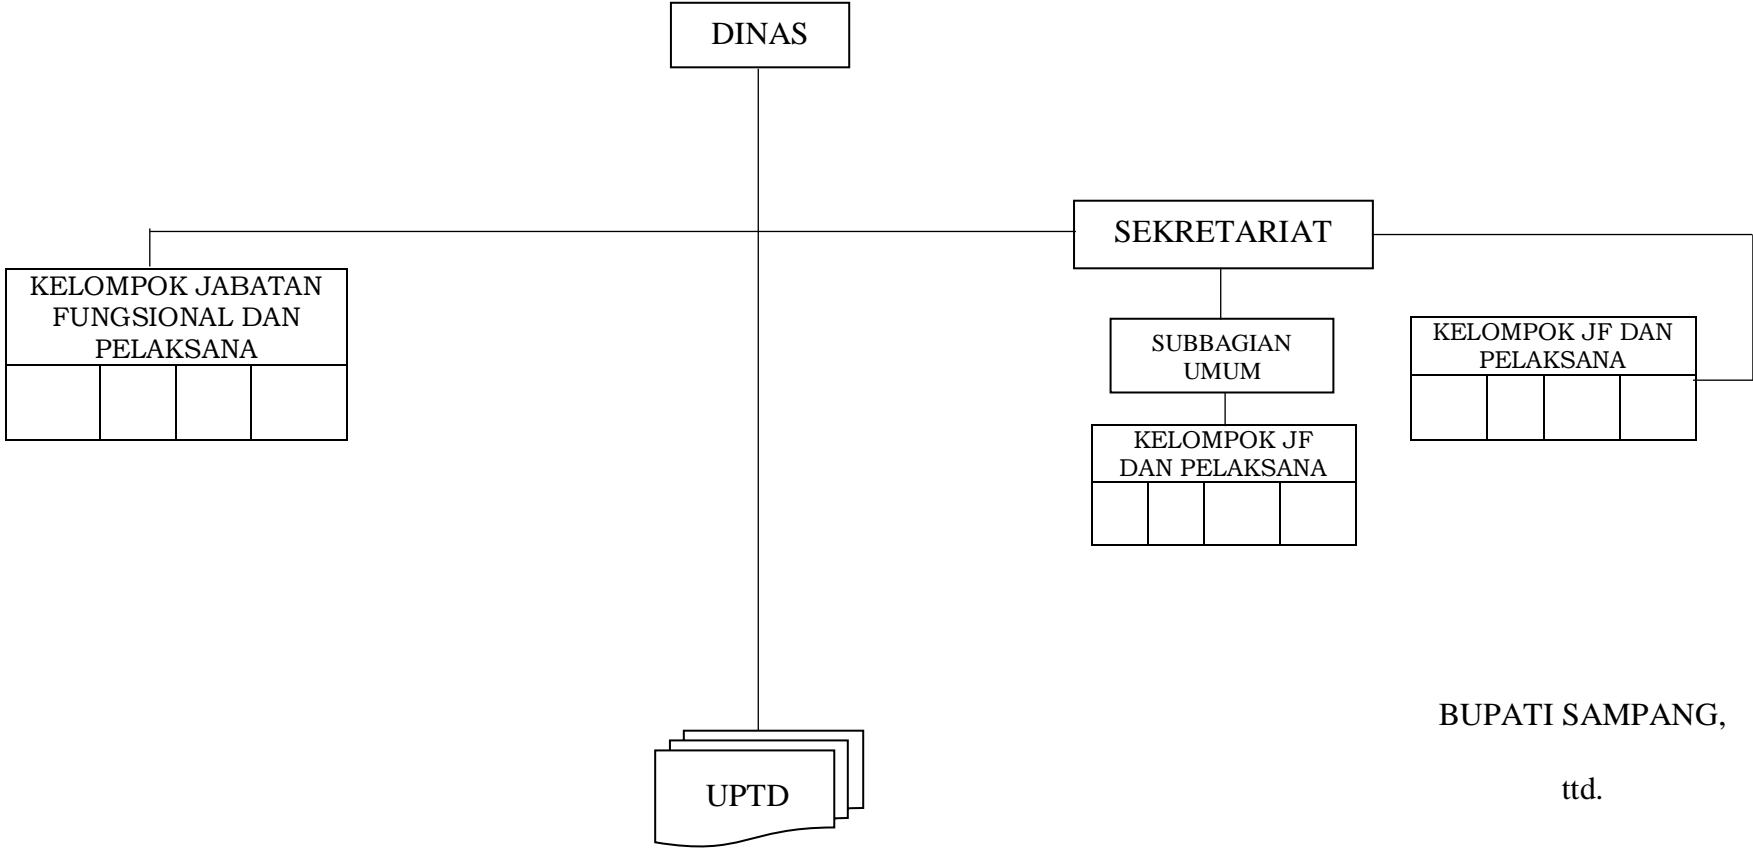 DINAS
SEKRETARIAT
KELOMPOK JABATAN
FUNGSIONAL DAN
PELAKSANA
SUBBAGIAN
UMUM
KELOMPOK JF DAN
PELAKSANA
KELOMPOK JF
DAN PELAKSANA
BUPATI SAMPANG,
ttd.
UPTD